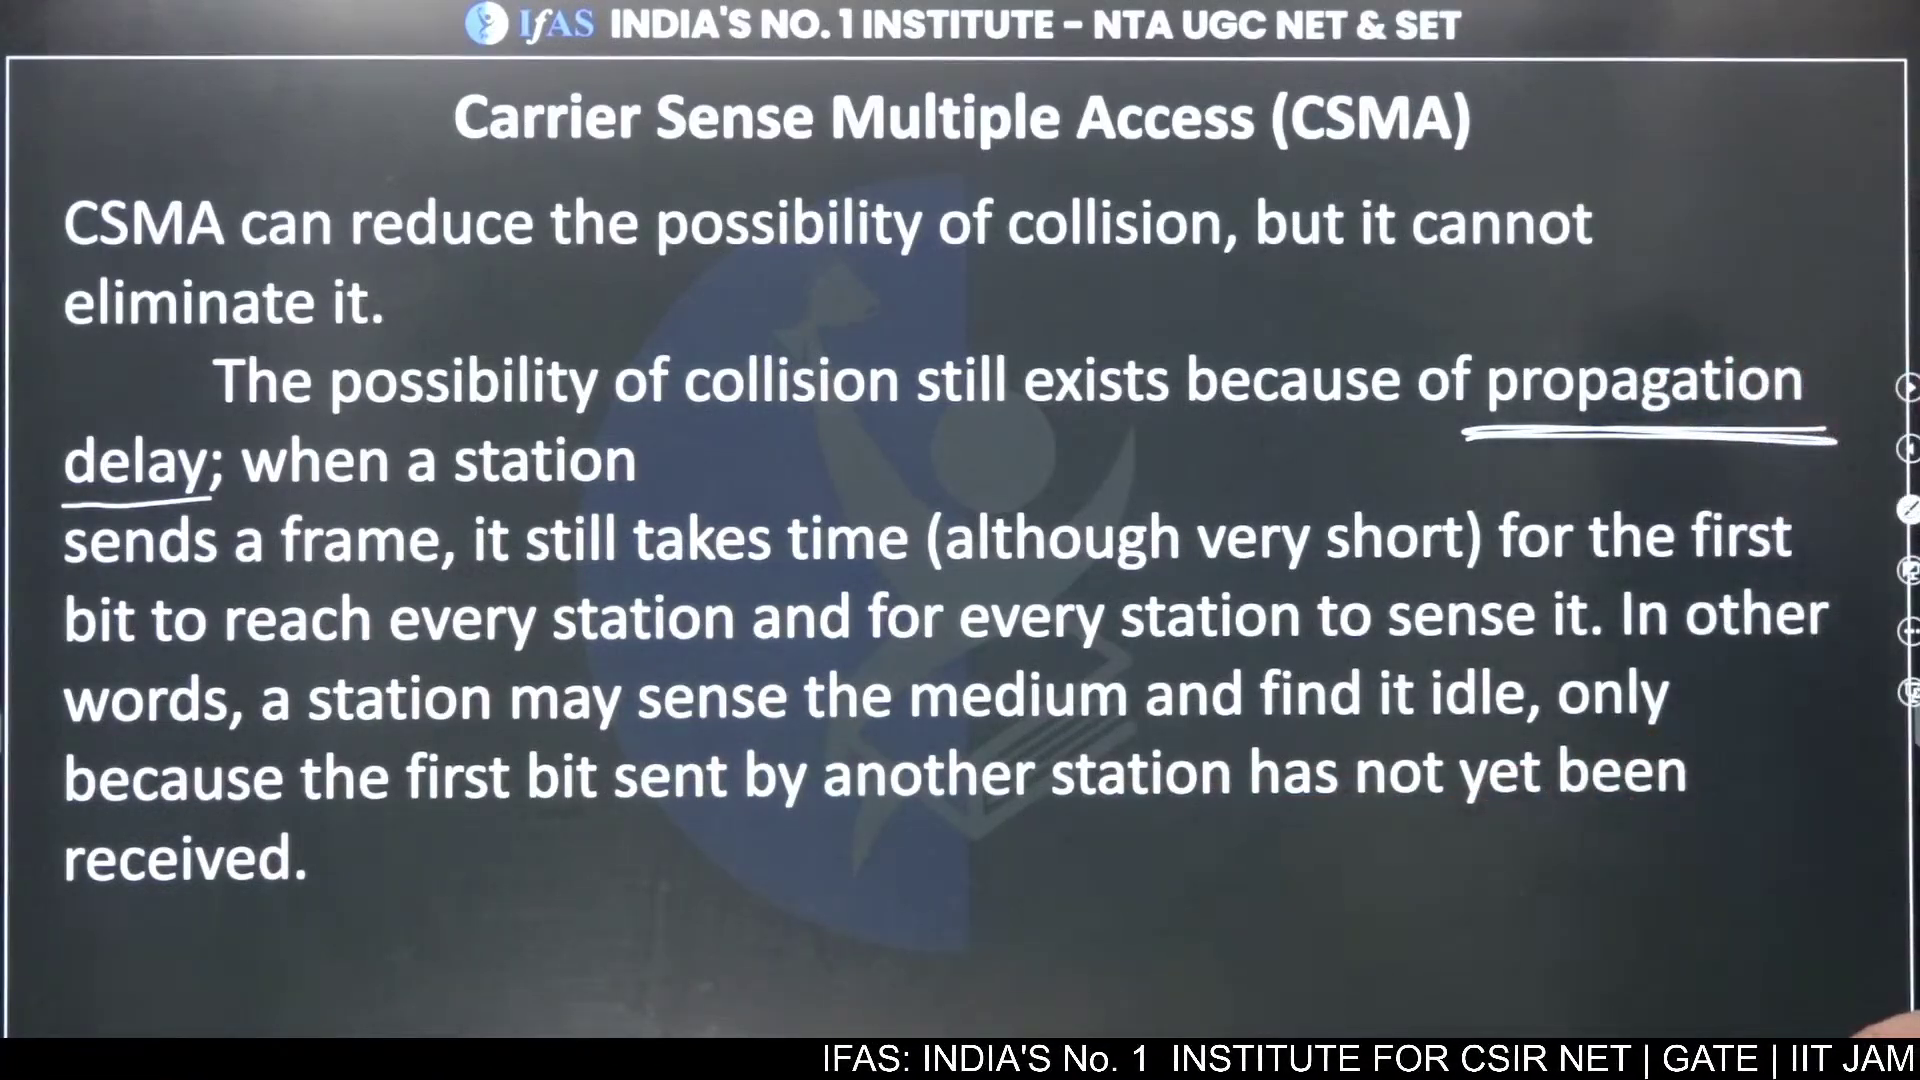 IfAS INDIA'S NO. 1 INSTITUTE - NTA UGC NET & SET
Carrier Sense Multiple Access (CSMA)
CSMA can reduce the possibility of collision, but it cannot
eliminate it.
The possibility of collision still exists because of propagation
delay; when a station
sends a frame, it still takes time (although very short) for the first
bit to reach every station and for every station to sense it. In other
words, a station may sense the medium and find it idle, only
because the first bit sent by another station has not yet been
received.
IFAS: INDIA'S No. 1 INSTITUTE FOR CSIR NET | GATE | IIT JAM